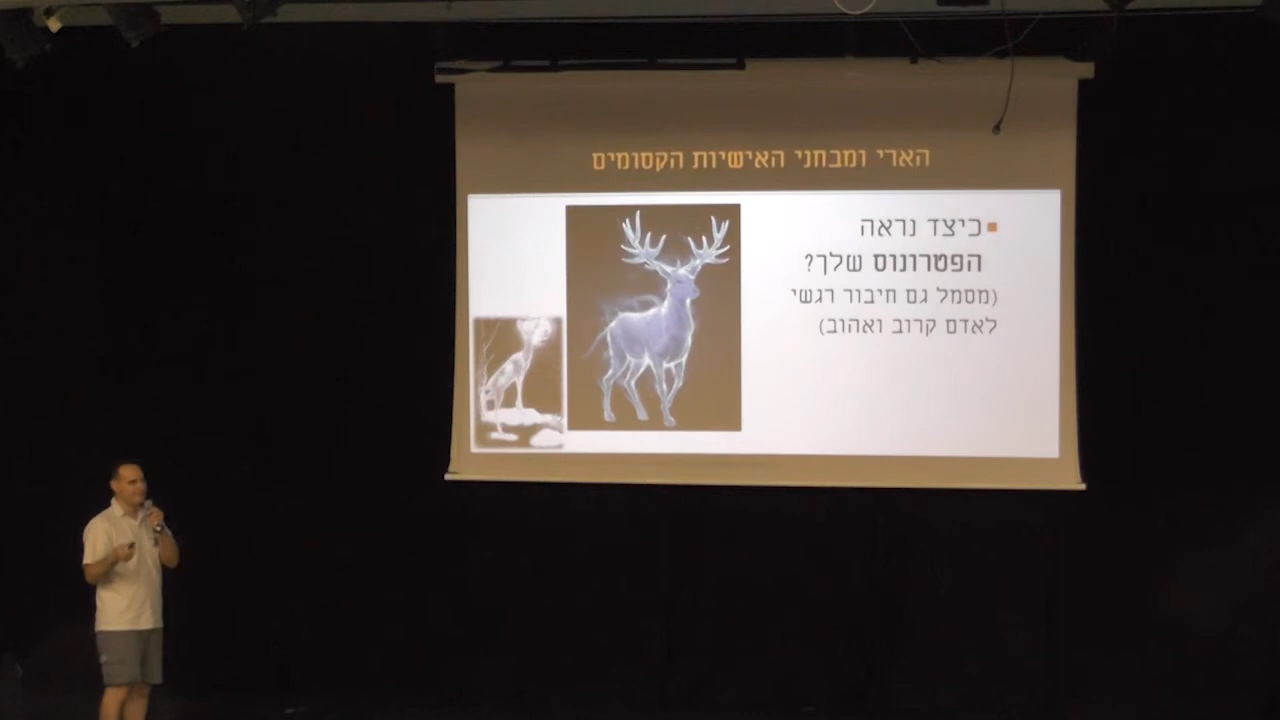 הארי ומבחני האישיות הקסומים
כיצד נראה
הפטרונוס שלך?
(מסמל גם חיבור רגשי
לאדם קרוב ואהוב)